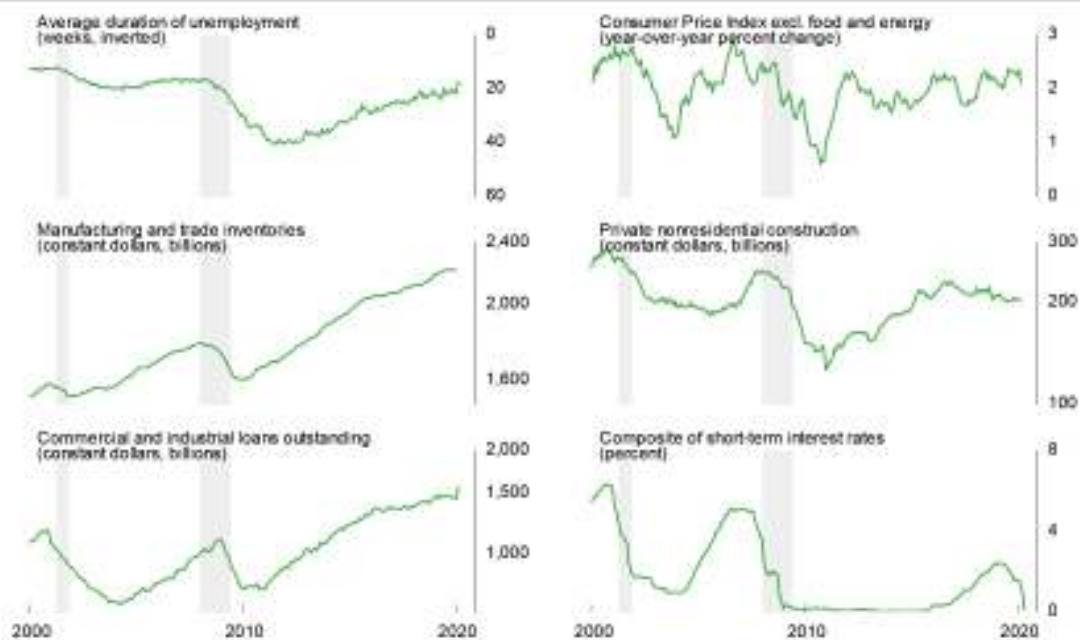 Average duration of unemployment
(weeks, inverted)
0
20
40
60
Consumer Price Index excl. food and energy
(year-over-year percent change)
3
2
1
0
Manufacturing and trade inventories
(constant dollars, billions)
2,400
2,000
1,600
Private nonresidential construction
(constant dollars, billions)
300
200
100
Commercial and industrial loans outstanding
(constant dollars, billions)
2,000
1,500
1,000
2000 2010 2020
Composite of short-term interest rates
(percent)
8
4
0
2000 2010 2020